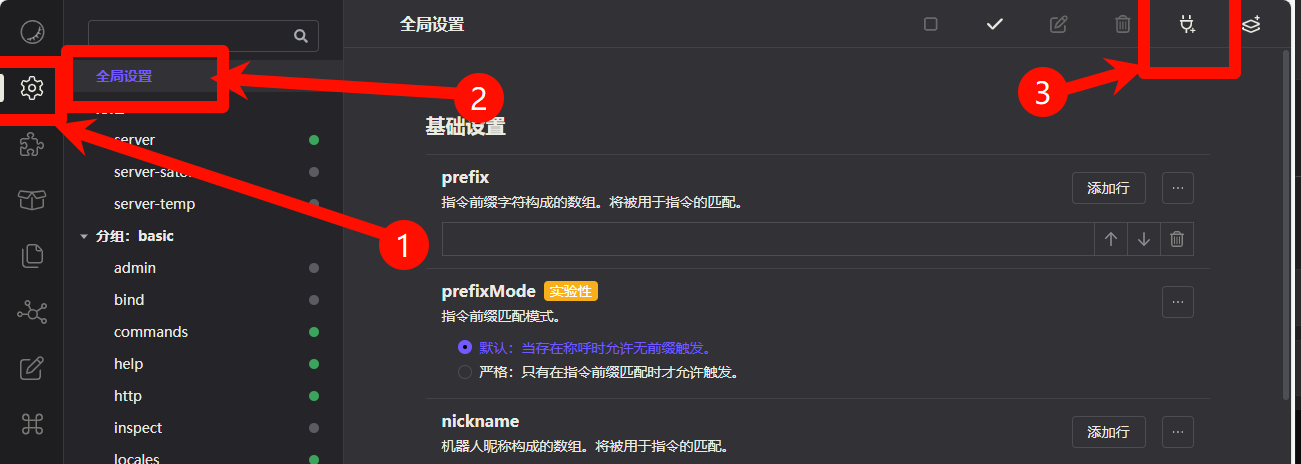 全局设置
全局设置
server
server-temp
分组：basic
admin
bind
commands
help
http
inspect
locales
基础设置
prefix
指令前缀字符构成的数组。将被用于指令的匹配。
添加行
prefixMode 实验性
指令前缀匹配模式。
默认：当存在称呼时允许无前缀触发。
严格：只有在指令前缀匹配时才允许触发。
nickname
机器人昵称构成的数组。将被用于指令的匹配。
添加行
1
2
3